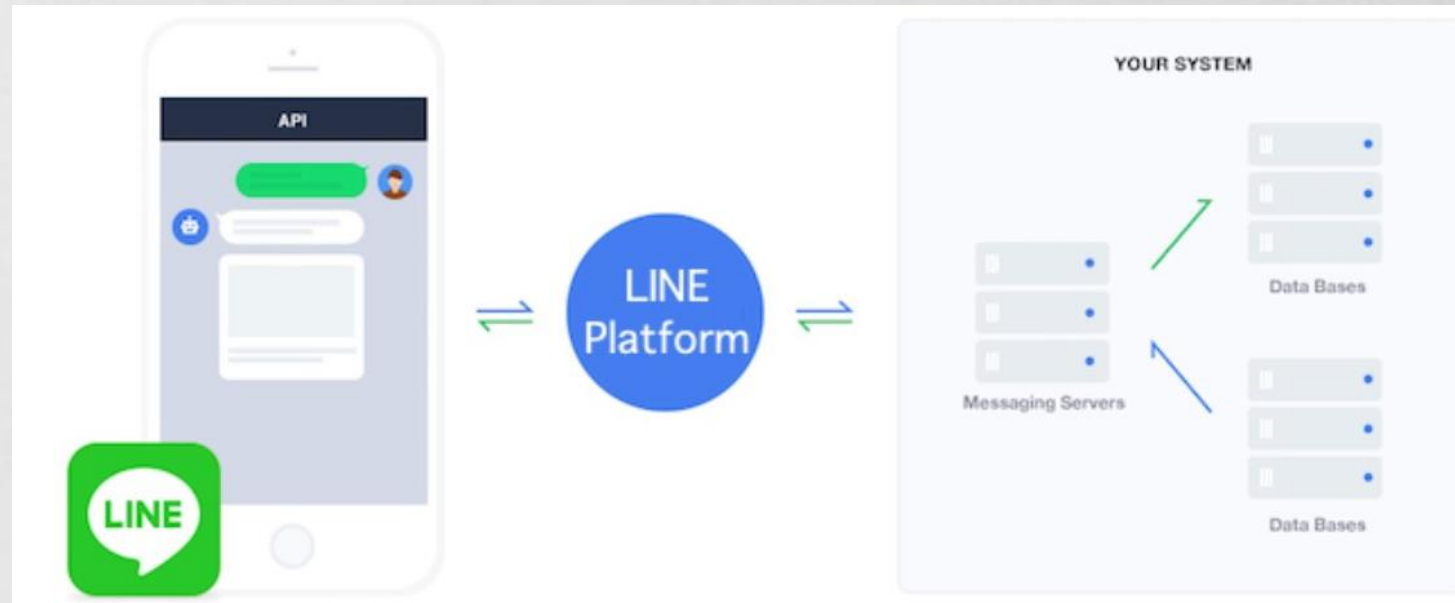 API
LINE
LINE
Platform
YOUR SYSTEM
Data Bases
Messaging Servers
Data Bases